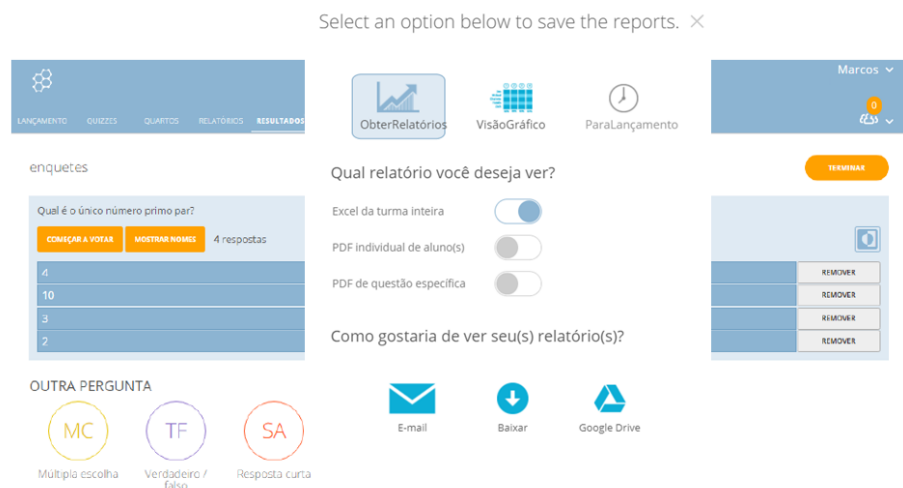 Select an option below to save the reports. ×
Marcos
0
LANÇAMENTO QUIZZES QUARTOS RELATÓRIOS RESULTADOS
ObterRelatórios VisãoGráfico ParaLançamento
enquetes
TERMINAR
Qual relatório você deseja ver?
Qual é o único número primo par?
COMEÇAR A VOTAR MOSTRAR NOMES 4 respostas
Excel da turma inteira
PDF individual de aluno(s)
PDF de questão específica
4 REMOVER
10 REMOVER
3 REMOVER
2 REMOVER
Como gostaria de ver seu(s) relatório(s)?
E-mail Baixar Google Drive
OUTRA PERGUNTA
MC TF SA
Múltipla escolha Verdadeiro / Resposta curta
falso